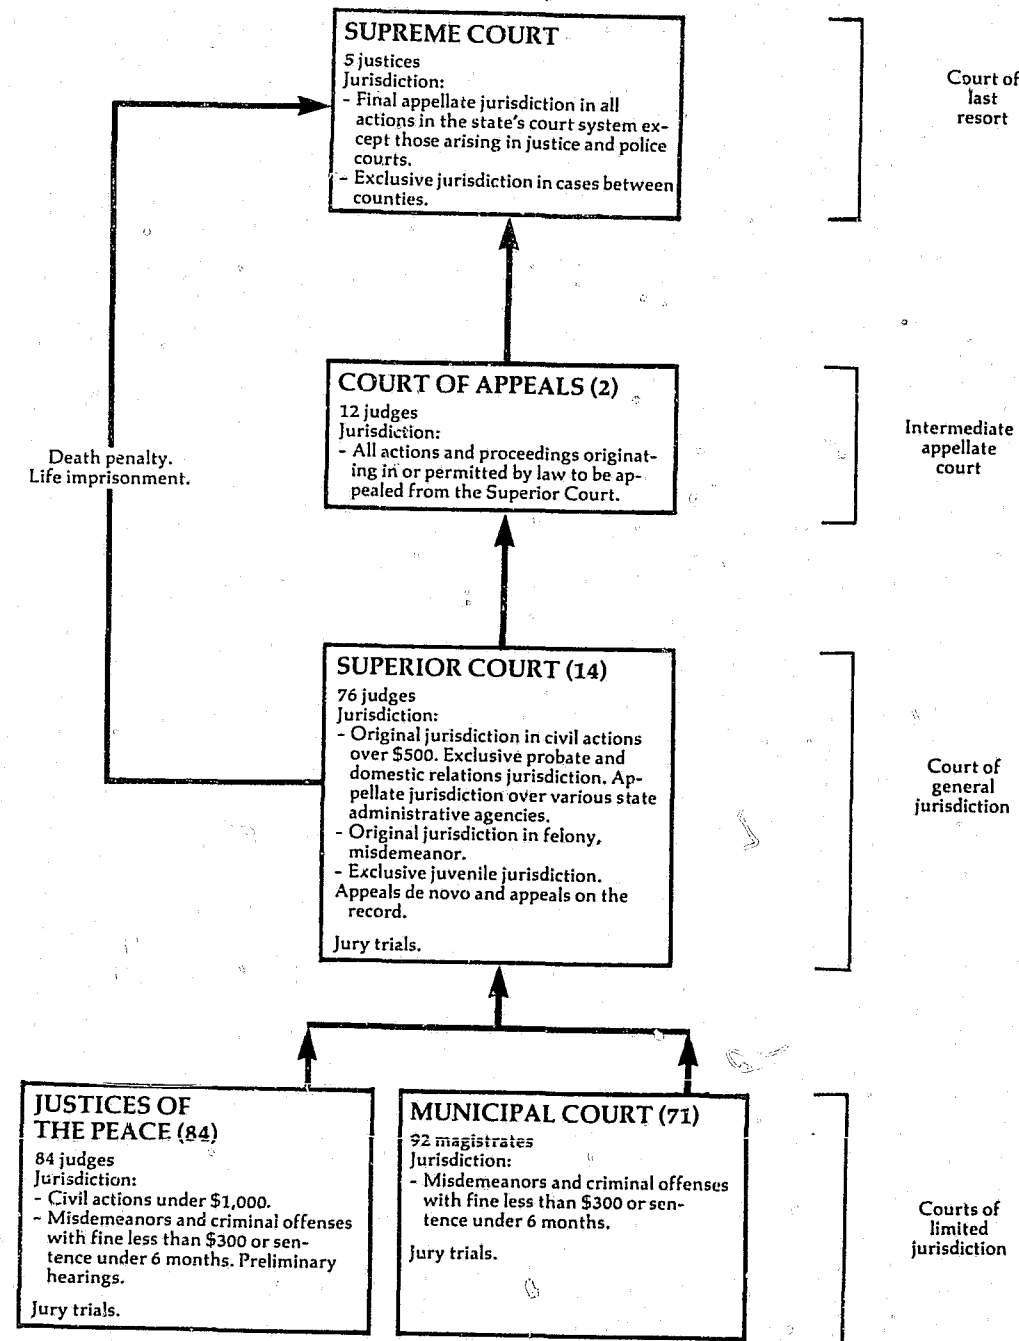 SUPREME COURT
5 justices
Jurisdiction:
- Final appellate jurisdiction in all
actions in the state's court system ex-
cept those arising in justice and police
courts.
- Exclusive jurisdiction in cases between
counties.
Court of
last
resort
COURT OF APPEALS (2)
12 judges
Jurisdiction:
- All actions and proceedings originat-
ing in or permitted by law to be ap-
pealed from the Superior Court.
Intermediate
appellate
court
Death penalty.
Life imprisonment.
SUPERIOR COURT (14)
76 judges
Jurisdiction:
- Original jurisdiction in civil actions
over $500. Exclusive probate and
domestic relations jurisdiction. Ap-
pellate jurisdiction over various state
administrative agencies.
- Original jurisdiction in felony,
misdemeanor.
- Exclusive juvenile jurisdiction.
Appeals de novo and appeals on the
record.
Jury trials.
Court of
general
jurisdiction
JUSTICES OF
THE PEACE (84)
84 judges
Jurisdiction:
- Civil actions under $1,000.
- Misdemeanors and criminal offenses
with fine less than $300 or sen-
tence under 6 months. Preliminary
hearings.
Jury trials.
MUNICIPAL COURT (71)
92 magistrates
Jurisdiction:
- Misdemeanors and criminal offenses
with fine less than $300 or sen-
tence under 6 months.
Jury trials.
Courts of
limited
jurisdiction